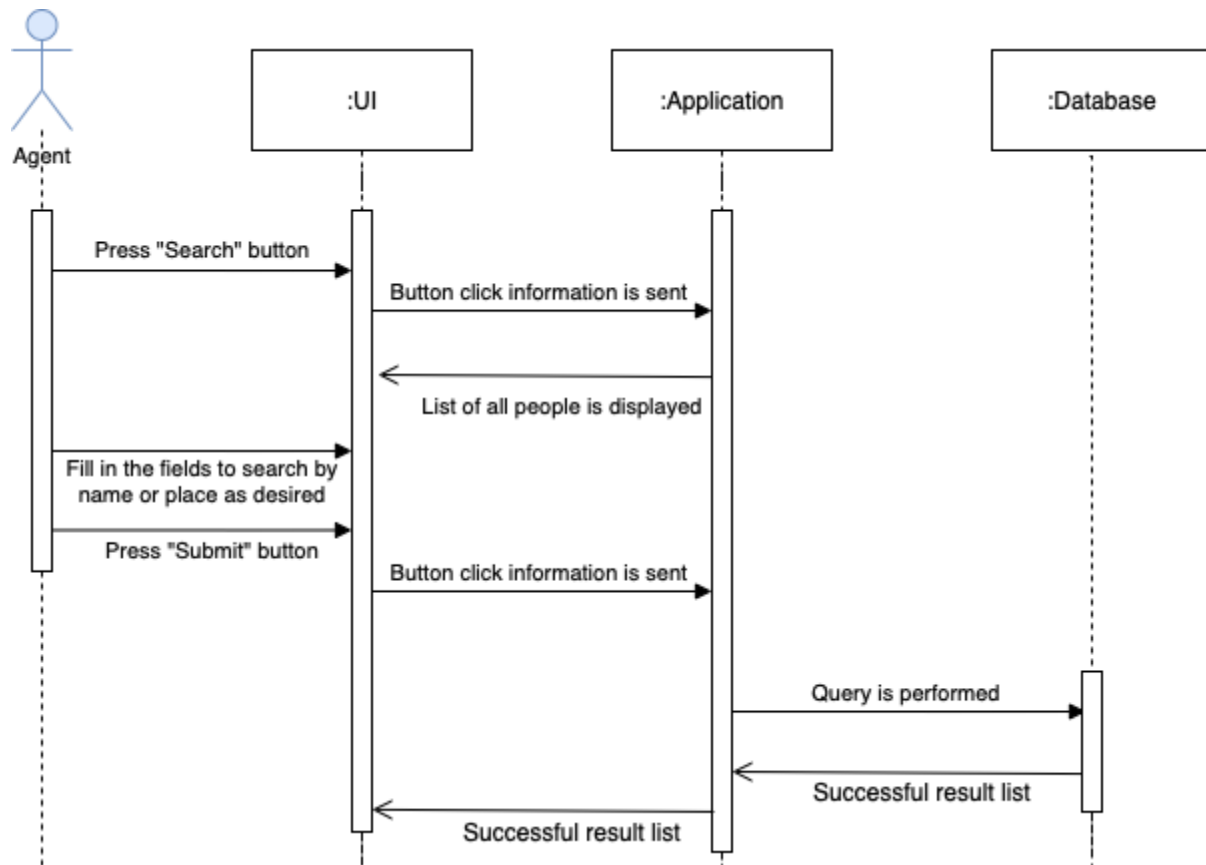 :UI
:Application
:Database
Agent
Press "Search" button
Button click information is sent
List of all people is displayed
Fill in the fields to search by
name or place as desired
Press "Submit" button
Button click information is sent
Query is performed
Successful result list
Successful result list